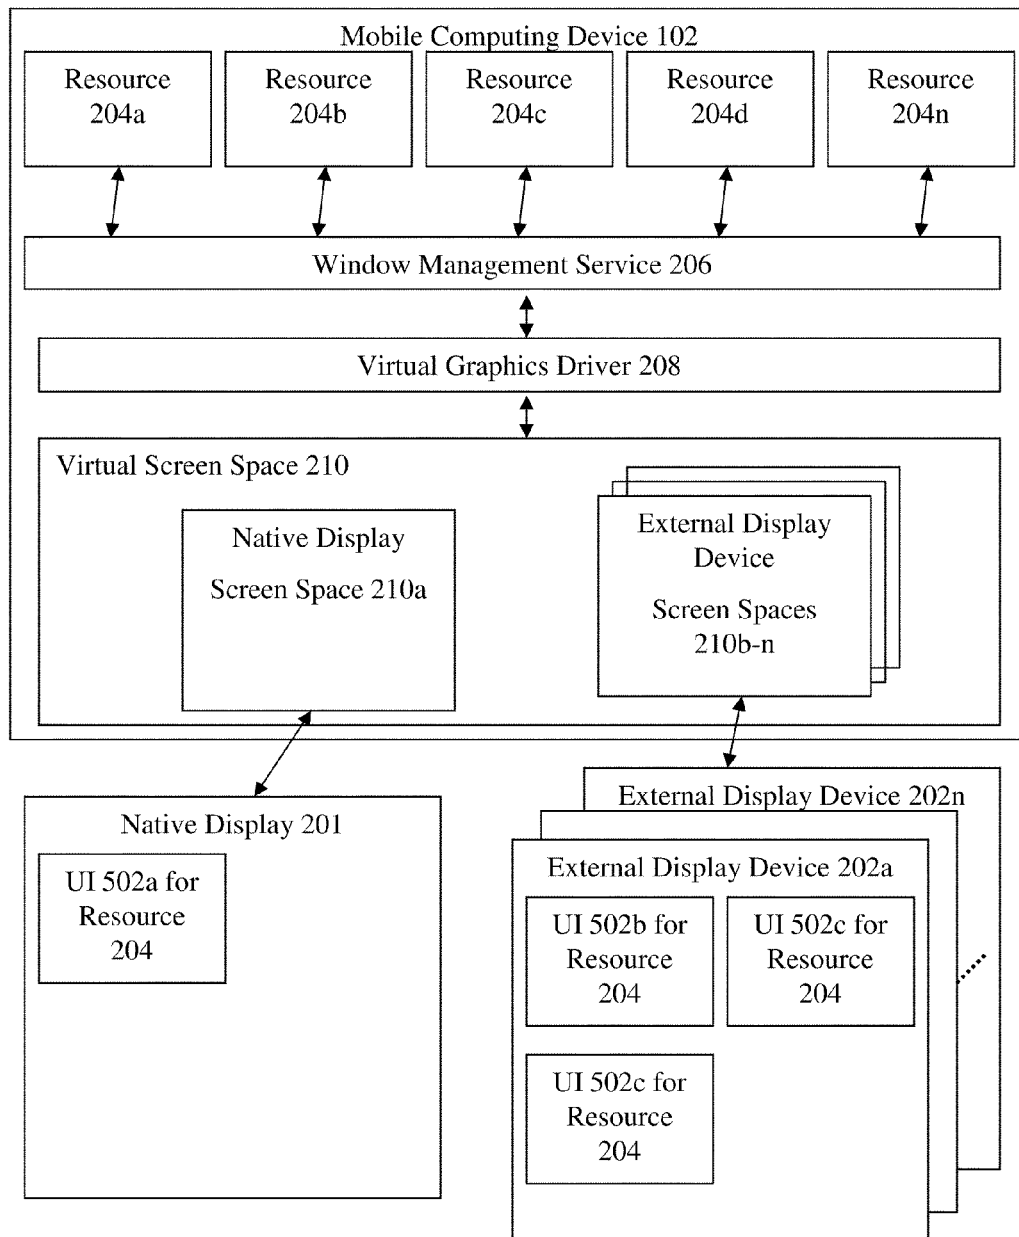 Mobile Computing Device 102
Resource
204a
Resource
204b
Resource
204c
Resource
204d
Resource
204n
Window Management Service 206
Virtual Graphics Driver 208
Virtual Screen Space 210
Native Display
Screen Space 210a
External Display
Device
Screen Spaces
210b-n
Native Display 201
UI 502a for
Resource
204
External Display Device 202n
External Display Device 202a
UI 502b for
Resource
204
UI 502c for
Resource
204
UI 502c for
Resource
204